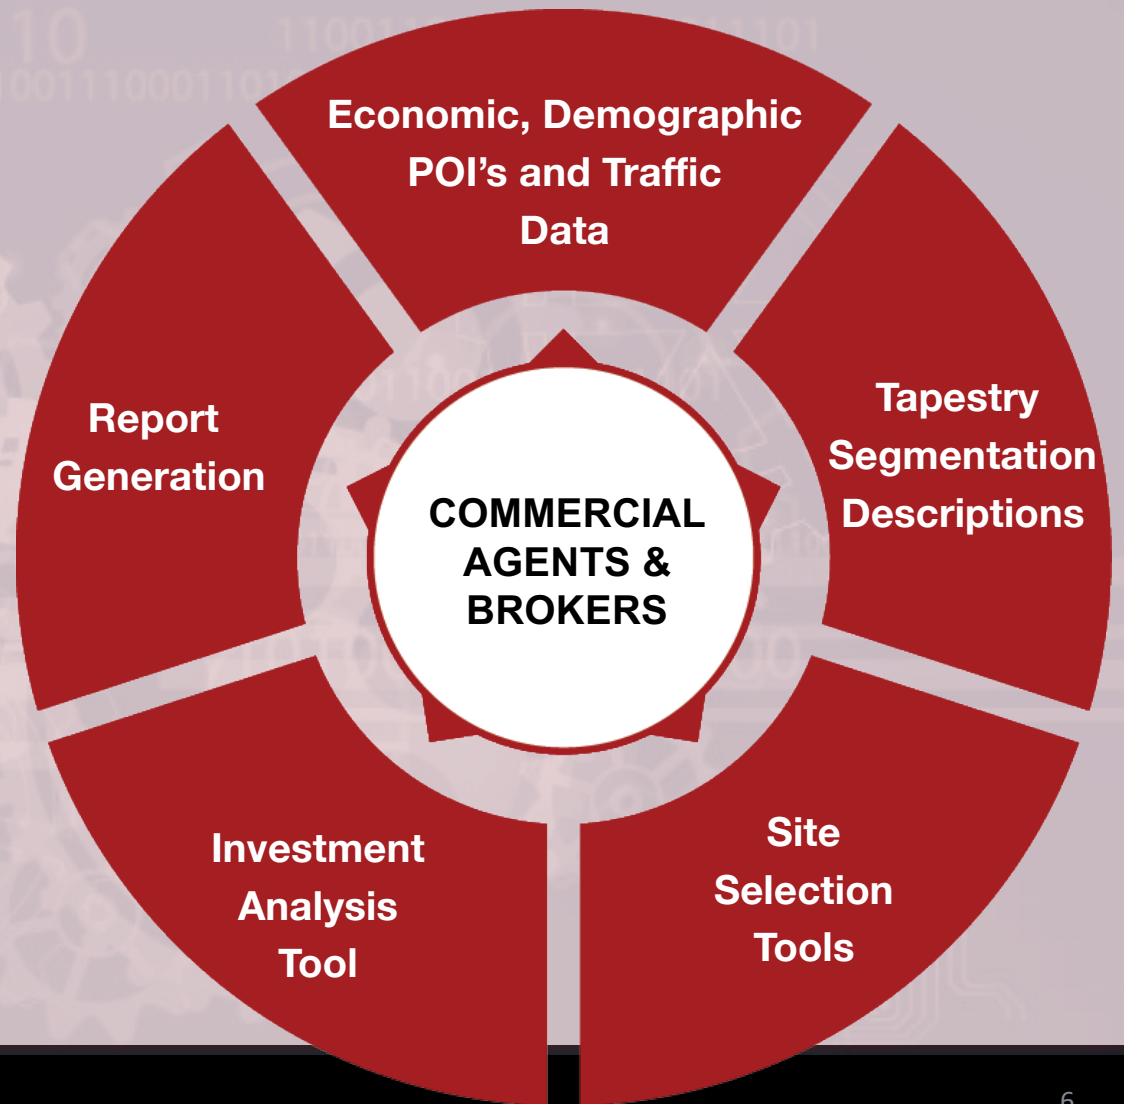 Economic, Demographic
POI’s and Traffic
Data
Tapestry
Segmentation
Descriptions
Site
Selection
Tools
Investment
Analysis
Tool
Report
Generation
COMMERCIAL
AGENTS &
BROKERS
6